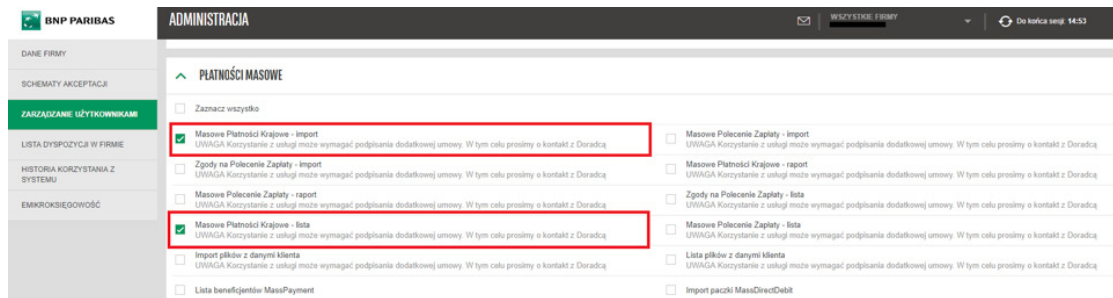 BNP PARIBAS
ADMINISTRACJA
WSZYSTKIE FIRMY
Do końca sesji: 14:53
DANE FIRMY
SCHEMATY AKCEPTACJI
ZARZĄDZANIE UŻYTKOWNIKAMI
LISTA DYSPOZYCJI W FIRMIE
HISTORIA KORZYSTANIA Z
SYSTEMU
EMIKROKSIĘGOWOŚĆ
PŁATNOŚCI MASOWE
Zaznacz wszystko
Masowe Płatności Krajowe - import
UWAGA Korzystanie z usługi może wymagać podpisania dodatkowej umowy. W tym celu prosimy o kontakt z Doradcą
Masowe Polecenie Zapłaty - import
UWAGA Korzystanie z usługi może wymagać podpisania dodatkowej umowy. W tym celu prosimy o kontakt z Doradcą
Zgody na Polecenie Zapłaty - import
UWAGA Korzystanie z usługi może wymagać podpisania dodatkowej umowy. W tym celu prosimy o kontakt z Doradcą
Masowe Płatności Krajowe - raport
UWAGA Korzystanie z usługi może wymagać podpisania dodatkowej umowy. W tym celu prosimy o kontakt z Doradcą
Masowe Polecenie Zapłaty - raport
UWAGA Korzystanie z usługi może wymagać podpisania dodatkowej umowy. W tym celu prosimy o kontakt z Doradcą
Zgody na Polecenie Zapłaty - lista
UWAGA Korzystanie z usługi może wymagać podpisania dodatkowej umowy. W tym celu prosimy o kontakt z Doradcą
Masowe Płatności Krajowe - lista
UWAGA Korzystanie z usługi może wymagać podpisania dodatkowej umowy. W tym celu prosimy o kontakt z Doradcą
Masowe Polecenie Zapłaty - lista
UWAGA Korzystanie z usługi może wymagać podpisania dodatkowej umowy. W tym celu prosimy o kontakt z Doradcą
Import plików z danymi klienta
UWAGA Korzystanie z usługi może wymagać podpisania dodatkowej umowy. W tym celu prosimy o kontakt z Doradcą
Lista plików z danymi klienta
UWAGA Korzystanie z usługi może wymagać podpisania dodatkowej umowy. W tym celu prosimy o kontakt z Doradcą
Lista beneficjentów MassPayment
Import paczki MassDirectDebit